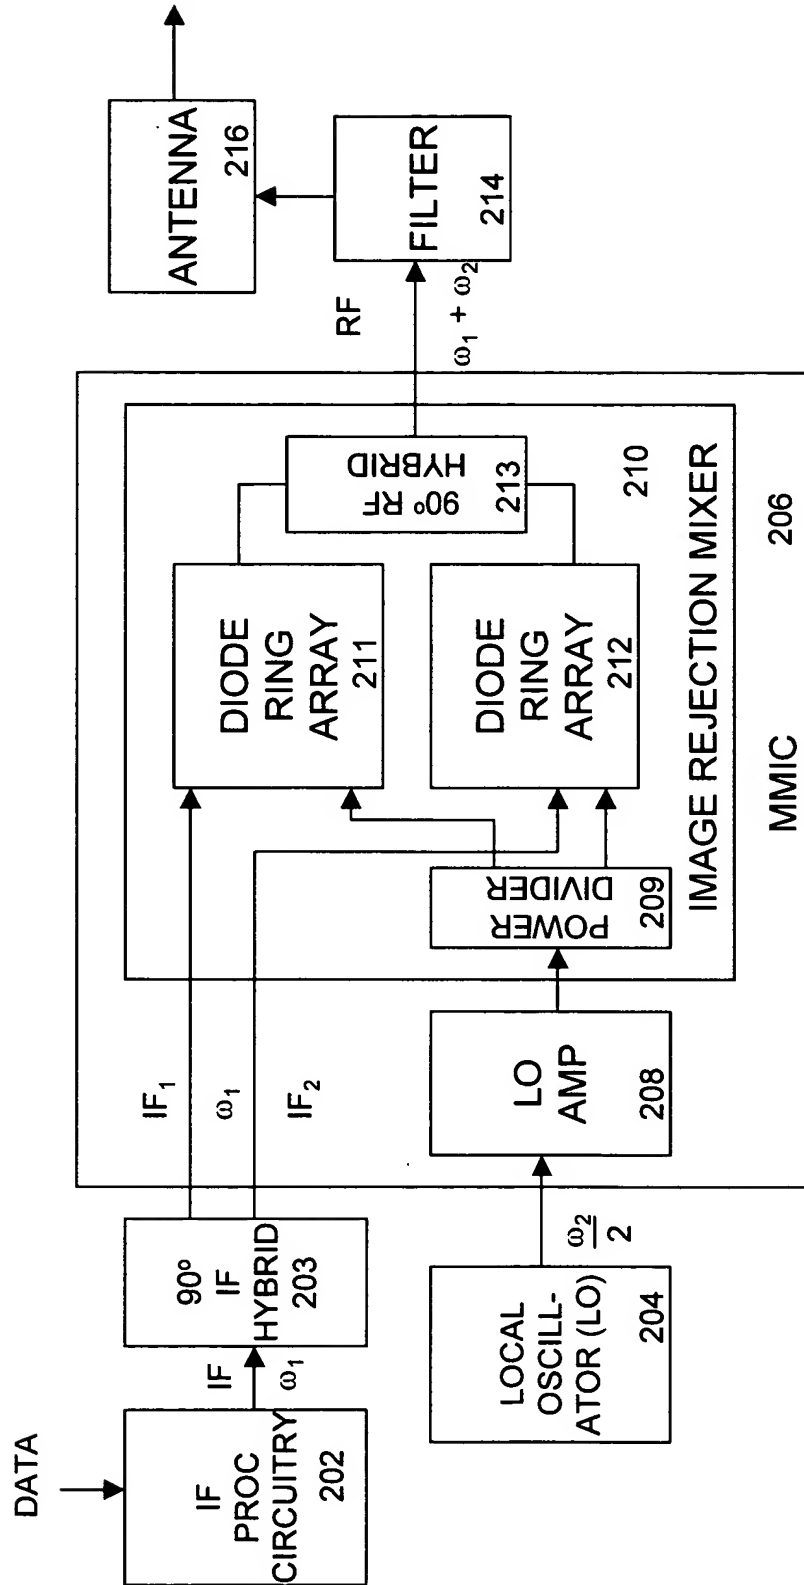 DATA
IF
PROC
CIRCUITRY
202
IF
ω₁
90º
IF
HYBRID
203
IF₁
ω₁
IF₂
LOCAL
OSCILL-
ATOR (LO)
204
ω₂
2
LO
AMP
208
POWER
DIVIDER
209
DIODE
RING
ARRAY
211
DIODE
RING
ARRAY
212
90º RF
HYBRID
213
210
IMAGE REJECTION MIXER
206
MMIC
RF
ω₁ + ω₂
FILTER
214
ANTENNA
216